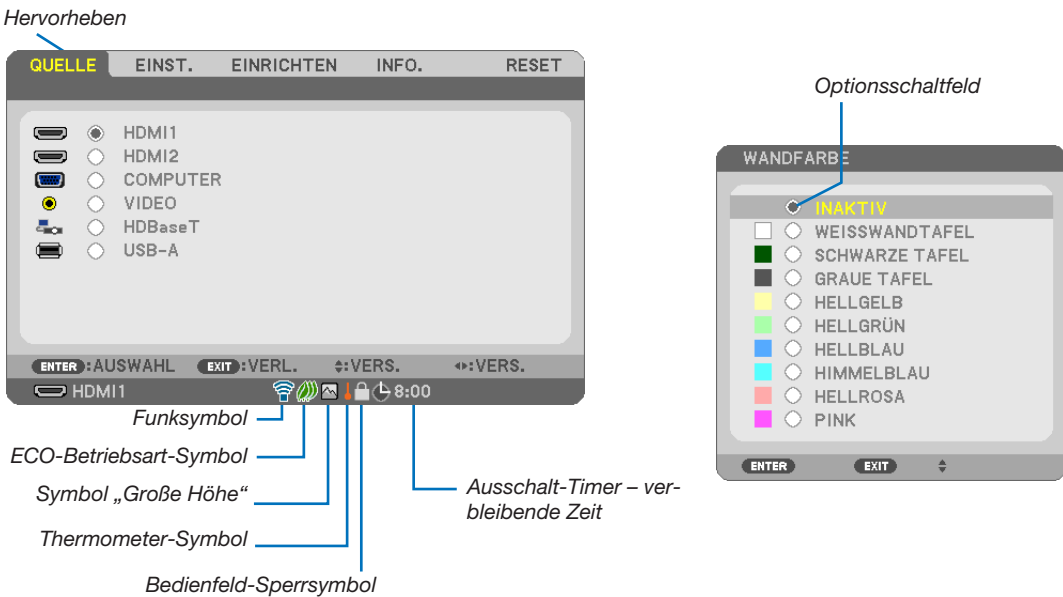 Hervorheben
QUELLE EINST. EINRICHTEN INFO. RESET
HDMI1
HDMI2
COMPUTER
VIDEO
HDBaseT
USB-A
ENTER:AUSWAHL EXIT:VERL. :VERS. :VERS.
HDMI1 8:00
Funksymbol
ECO-Betriebsart-Symbol
Symbol „Große Höhe“
Thermometer-Symbol
Bedienfeld-Sperrsymbol
Ausschalt-Timer – ver-
bleibende Zeit
Optionsschaltfeld
WANDFARBE
INAKTIV
WEISSWANDTAFEL
SCHWARZE TAFEL
GRAUE TAFEL
HELLGELB
HELLGRÜN
HELLBLAU
HIMMELBLAU
HELLROSA
PINK
ENTER EXIT